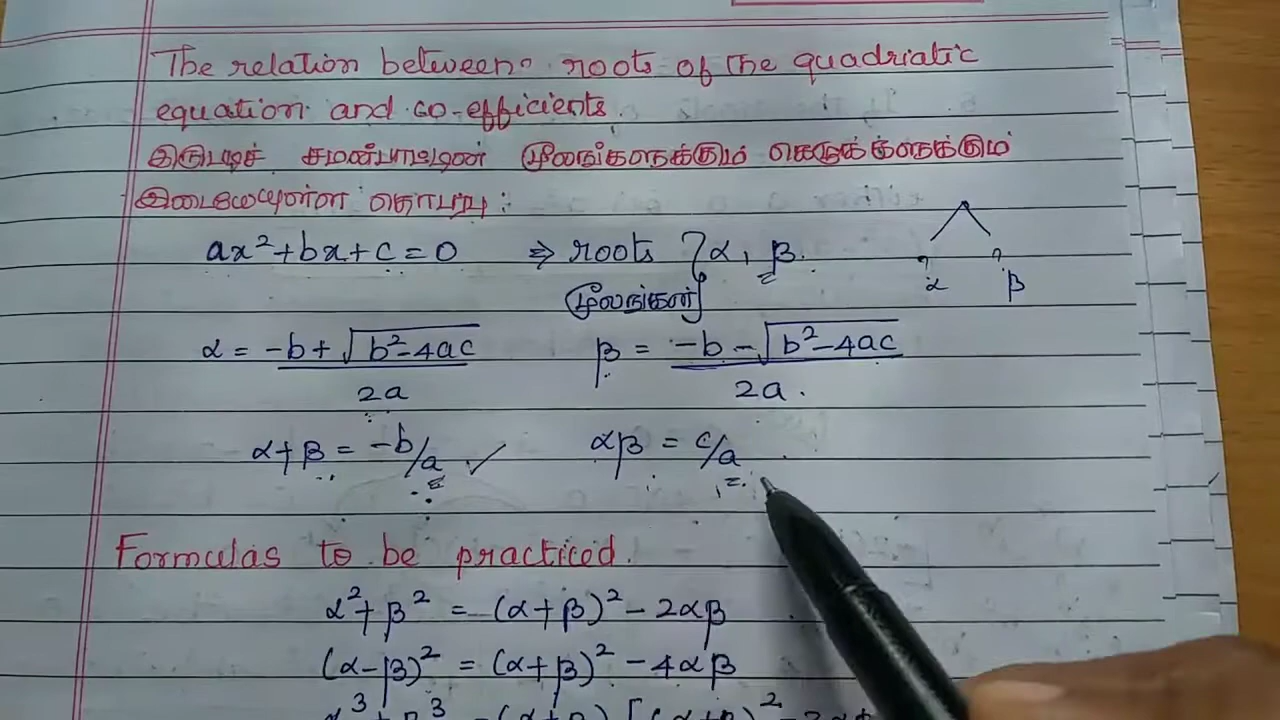 The relation between roots of the quadriatic
equation and co-efficients.
இருபடிச் சமன்பாட்டின் மூலங்களுக்கும் கெழுக்களுக்கும்
இடையேயுள்ள தொடர்பு :
ax²+bx+c=0 ⇒ roots } α, β.
மூலங்கள்
α β
α = -b+√b²-4ac / 2a β = -b-√b²-4ac / 2a.
α+β = -b/a ✓ αβ = c/a
Formulas to be practiced.
α²+β² = (α+β)²-2αβ
(α-β)² = (α+β)²-4αβ